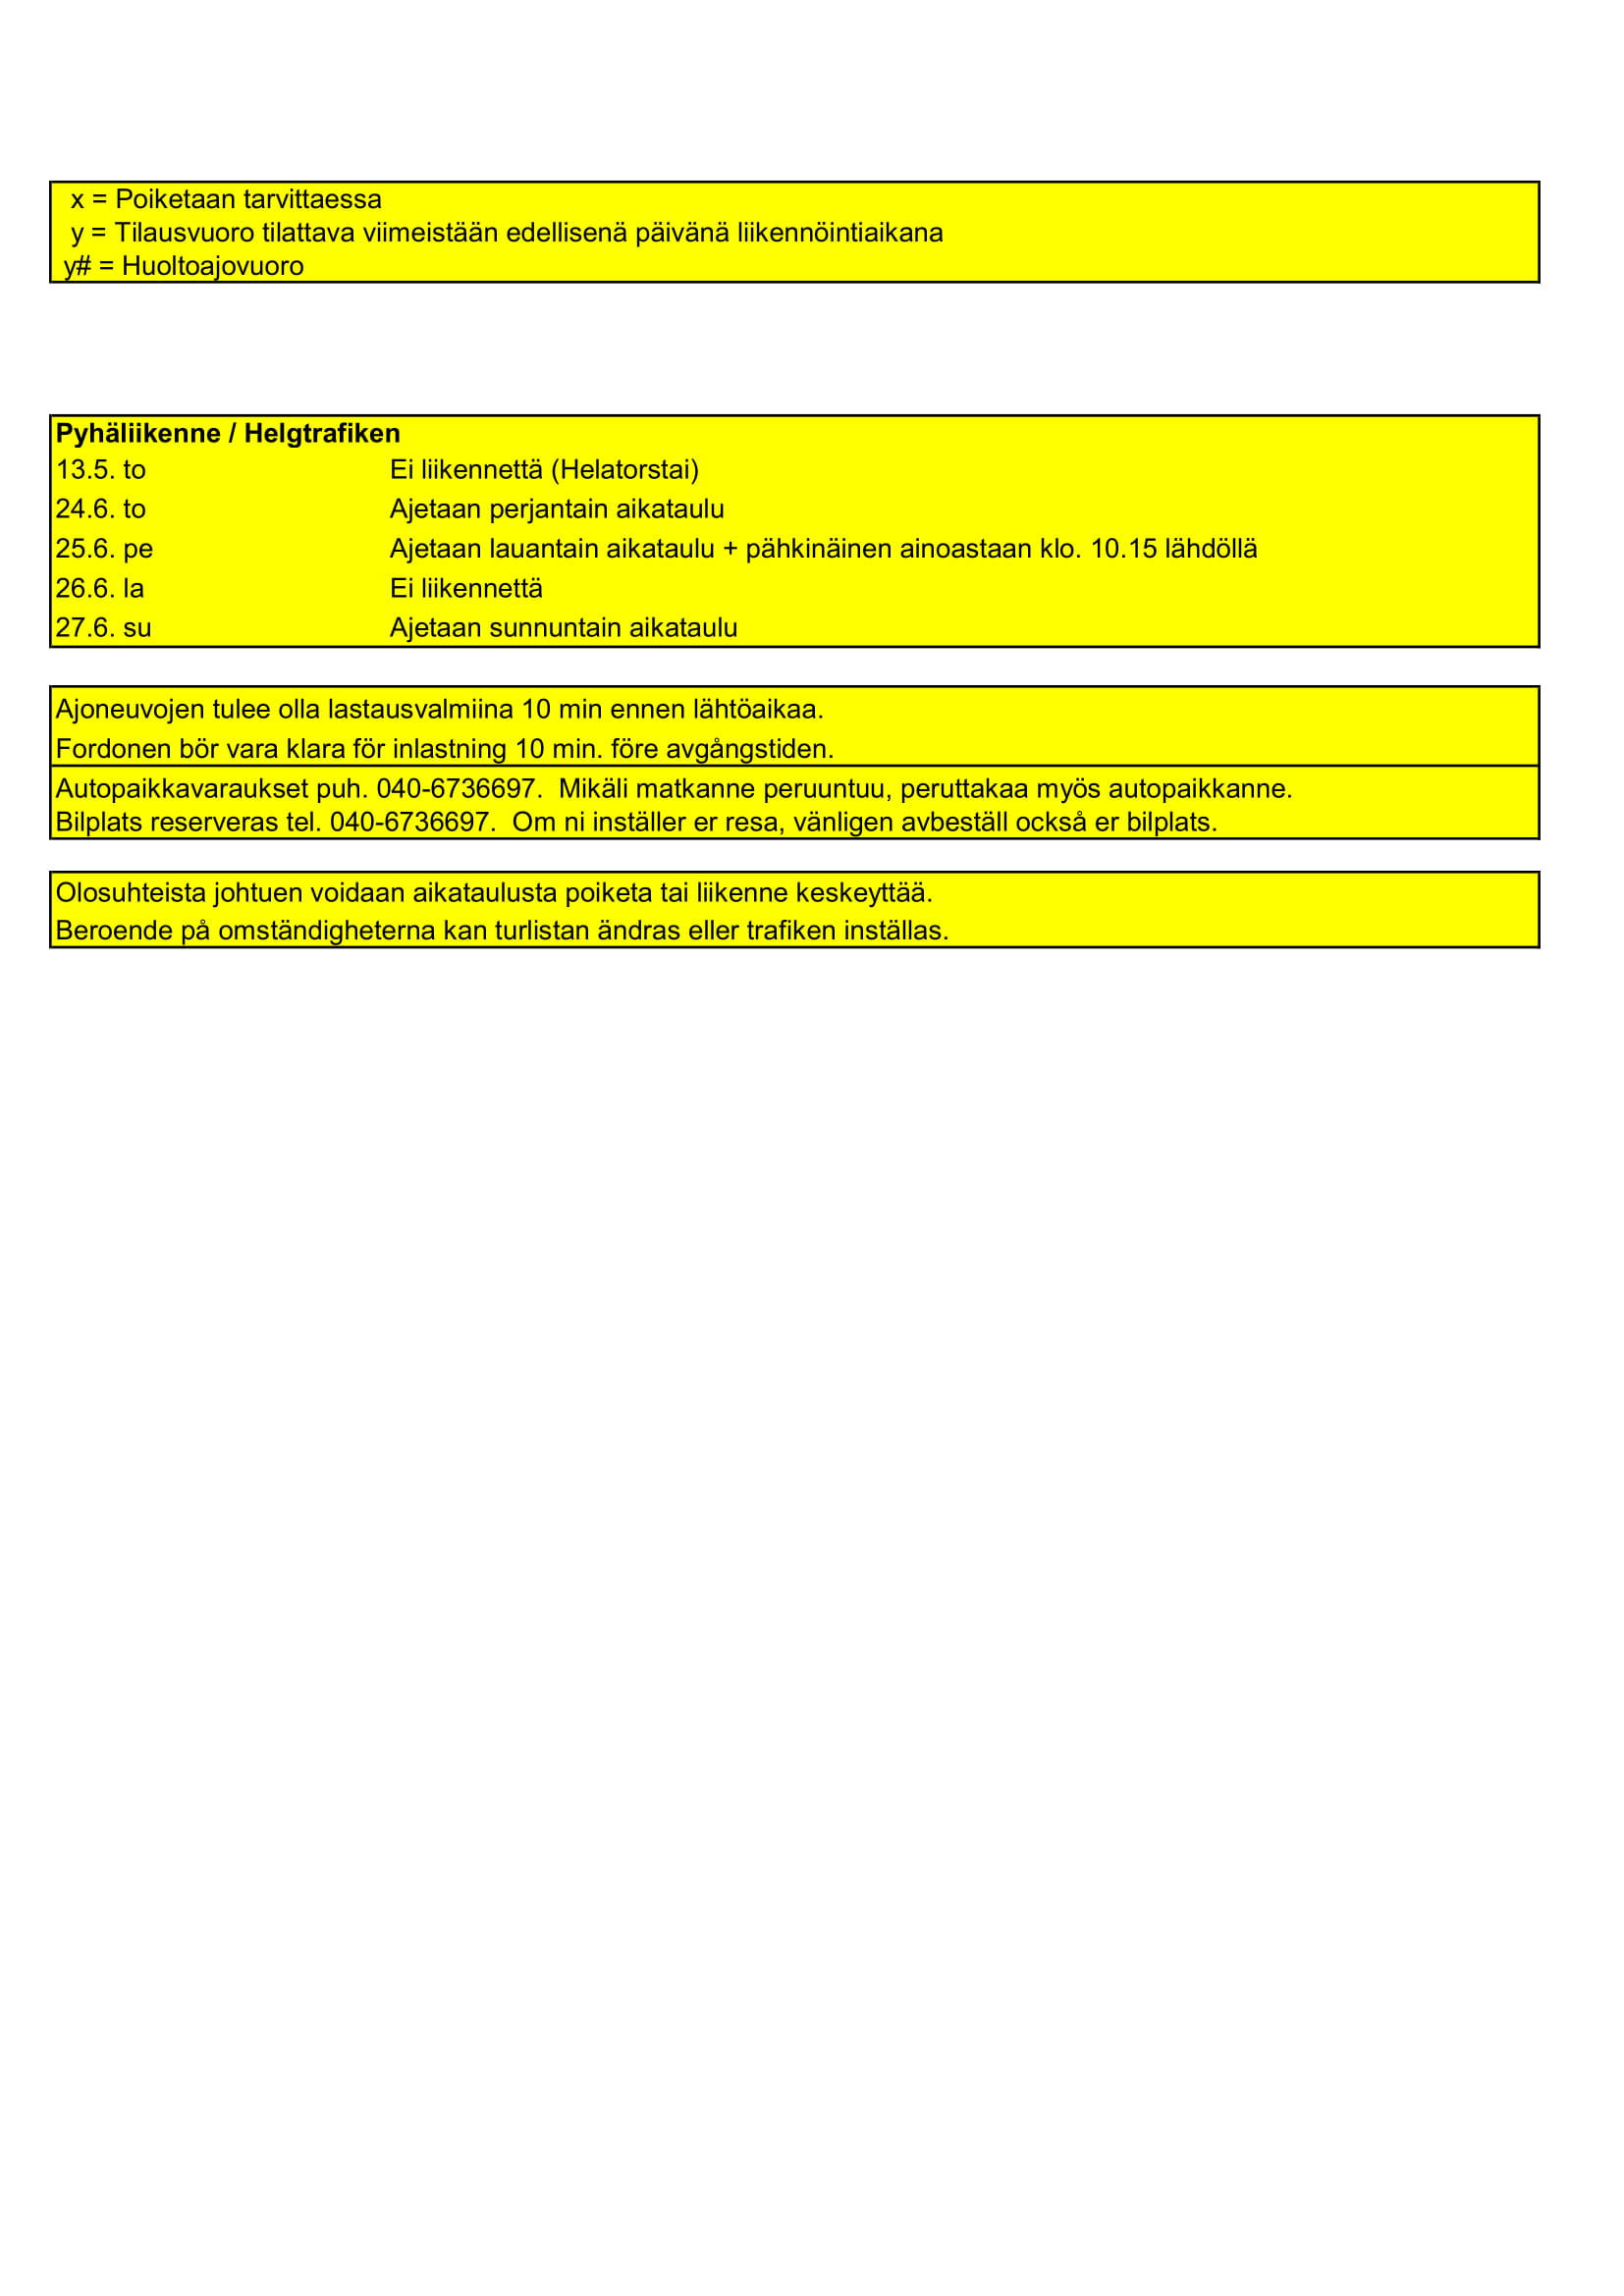 x = Poiketaan tarvittaessa
y = Tilausvuoro tilattava viimeistään edellisenä päivänä liikennöintiaikana
y# = Huoltoajovuoro
Pyhäliikenne / Helgtrafiken
13.5. to Ei liikennettä (Helatorstai)
24.6. to Ajetaan perjantain aikataulu
25.6. pe Ajetaan lauantain aikataulu + pähkinäinen ainoastaan klo. 10.15 lähdöllä
26.6. la Ei liikennettä
27.6. su Ajetaan sunnuntain aikataulu
Ajoneuvojen tulee olla lastausvalmiina 10 min ennen lähtöaikaa.
Fordonen bör vara klara för inlastning 10 min. före avgångstiden.
Autopaikkavaraukset puh. 040-6736697.  Mikäli matkanne peruuntuu, peruttakaa myös autopaikkanne.
Bilplats reserveras tel. 040-6736697.  Om ni inställer er resa, vänligen avbeställ också er bilplats.
Olosuhteista johtuen voidaan aikataulusta poiketa tai liikenne keskeyttää.
Beroende på omständigheterna kan turlistan ändras eller trafiken inställas.